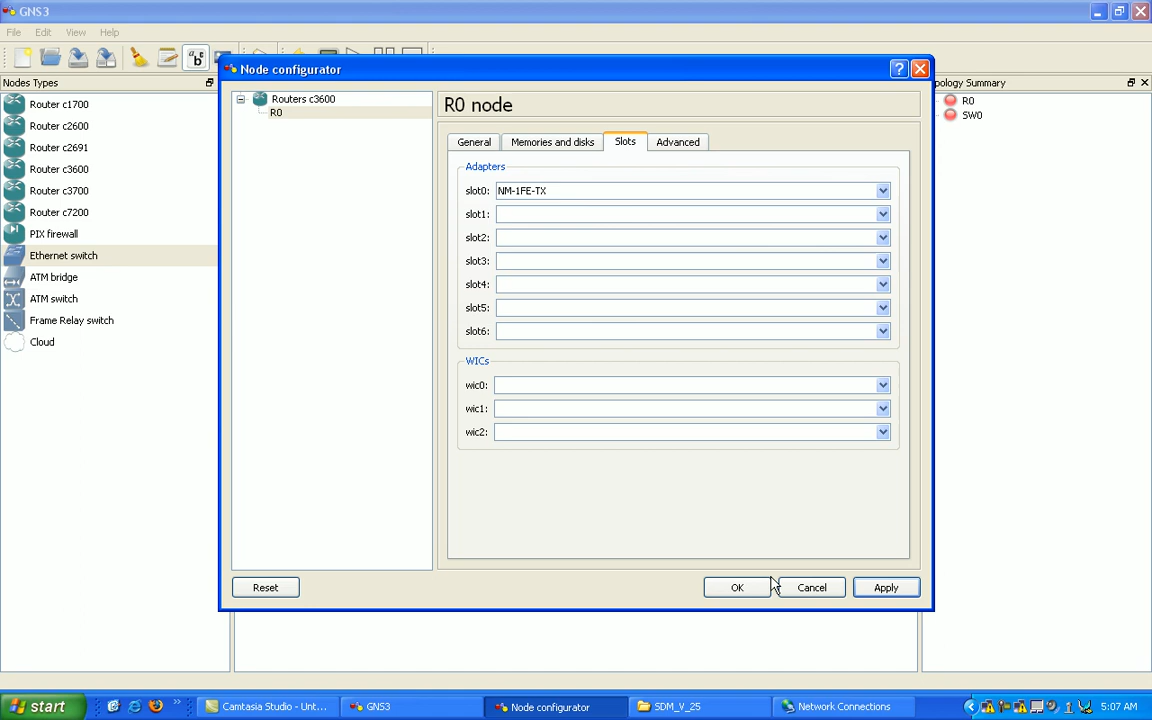 GNS3
File Edit View Help
Nodes Types
Router c1700
Router c2600
Router c2691
Router c3600
Router c3700
Router c7200
PIX firewall
Ethernet switch
ATM bridge
ATM switch
Frame Relay switch
Cloud
Node configurator
Routers c3600
R0
R0 node
General Memories and disks Slots Advanced
Adapters
slot0: NM-1FE-TX
slot1:
slot2:
slot3:
slot4:
slot5:
slot6:
WICs
wic0:
wic1:
wic2:
Reset OK Cancel Apply
pology Summary
R0
SW0
start Camtasia Studio - Unt... GNS3 Node configurator SDM_V_25 Network Connections 5:07 AM